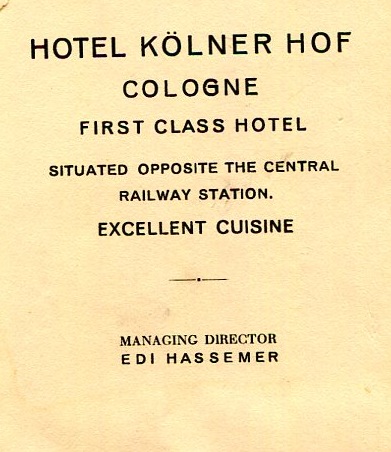 HOTEL KÖLNER HOF
COLOGNE
FIRST CLASS HOTEL
SITUATED OPPOSITE THE CENTRAL
RAILWAY STATION.
EXCELLENT CUISINE
MANAGING DIRECTOR
EDI HASSEMER